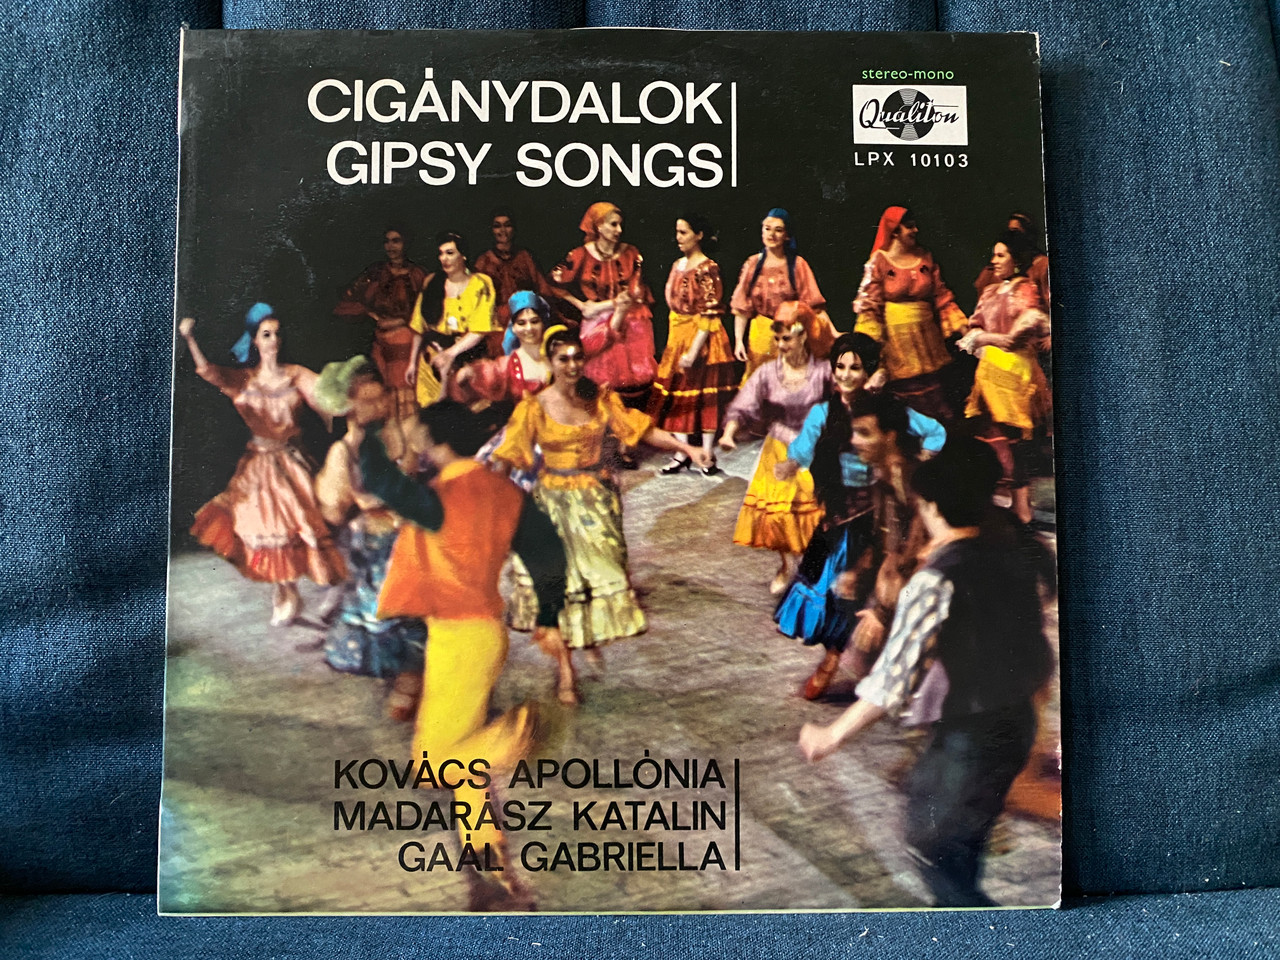 CIGÁNYDALOK
GIPSY SONGS
stereo-mono
Qualiton
LPX 10103
KOVÁCS APOLLÓNIA
MADARÁSZ KATALIN
GAÁL GABRIELLA